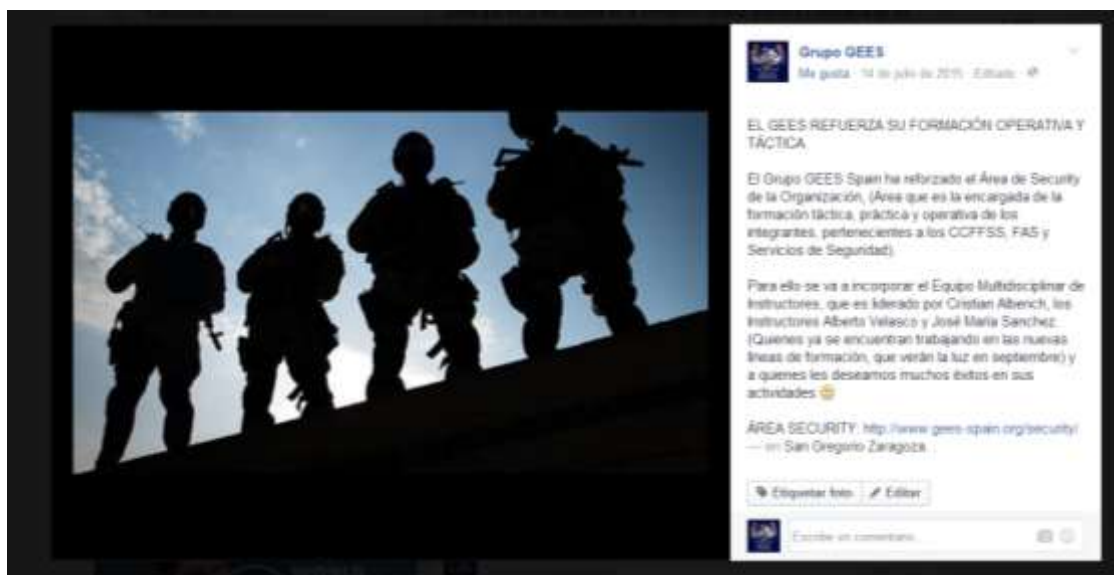 Grupo GEES
Me gusta · 14 de julio de 2015 · Editado ·
EL GEES REFUERZA SU FORMACIÓN OPERATIVA Y
TÁCTICA
El Grupo GEES Spain ha reforzado el Área de Security
de la Organización, (Area que es la encargada de la
formación táctica, práctica y operativa de los
integrantes, pertenecientes a los CCFFSS, FAS y
Servicios de Seguridad).
Para ello se va a incorporar el Equipo Multidisciplinar de
Instructores, que es liderado por Cristian Alberich, los
Instructores Alberto Velasco y José María Sanchez.
(Quienes ya se encuentran trabajando en las nuevas
líneas de formación, que verán la luz en septiembre) y
a quienes les deseamos muchos éxitos en sus
actividades
ÁREA SECURITY: http://www.gees-spain.org/security/
— en San Gregorio Zaragoza.
Etiquetar foto Editar
Escribe un comentario...